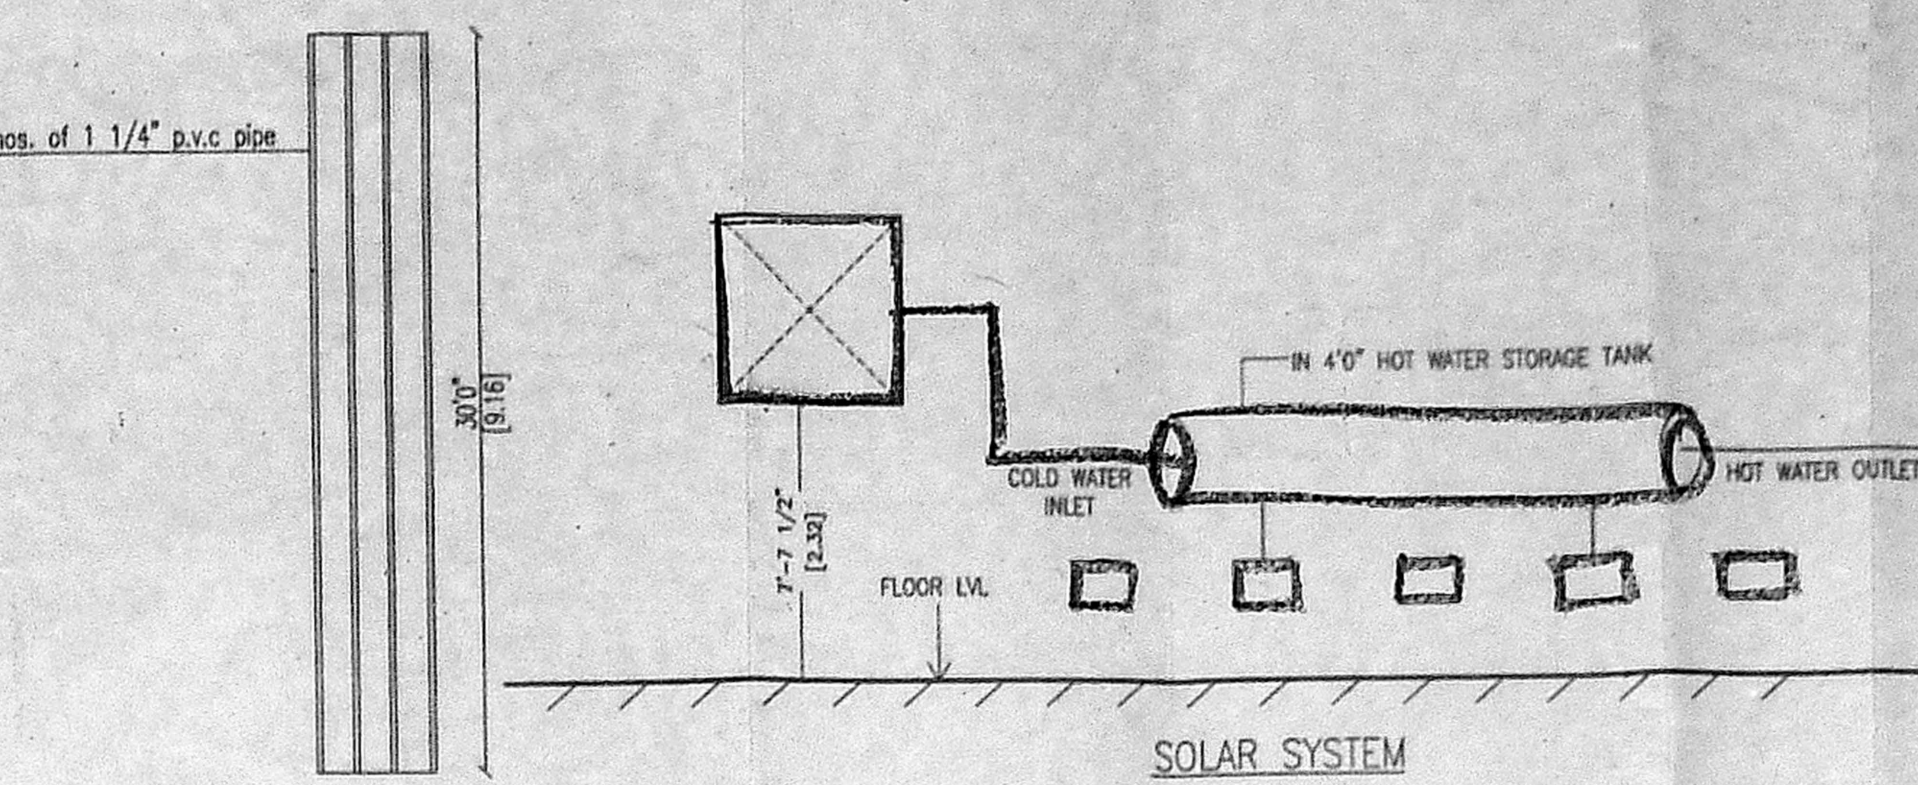 nos. of 1 1/4" p.v.c pipe
30'0"
[9.16]
IN 4'0" HOT WATER STORAGE TANK
COLD WATER
INLET
HOT WATER OUTLET
7'-7 1/2"
[2.32]
FLOOR LVL
SOLAR SYSTEM